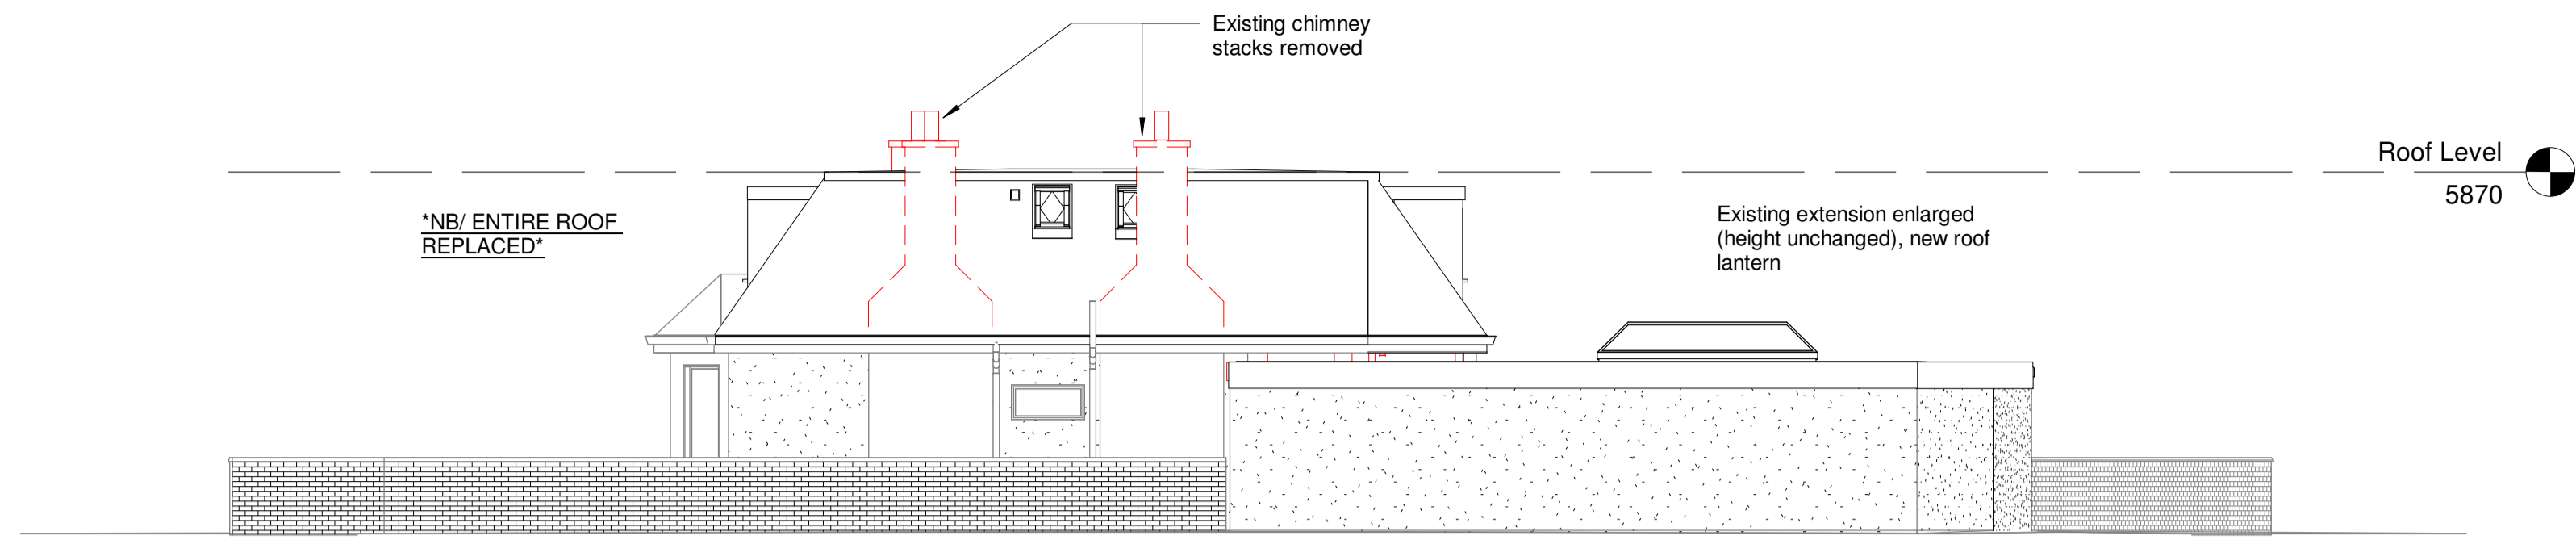 Existing chimney
stacks removed
Roof Level
5870
*NB/ ENTIRE ROOF
REPLACED*
Existing extension enlarged
(height unchanged), new roof
lantern